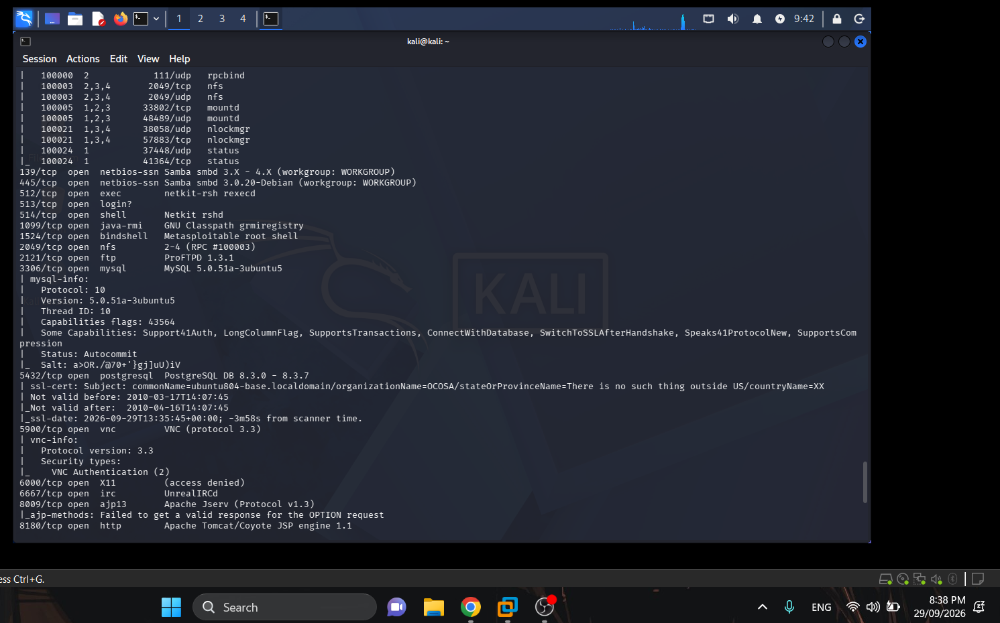 1 2 3 4 9:42
kali@kali: ~
Session Actions Edit View Help
|   100000  2            111/udp   rpcbind
|   100003  2,3,4       2049/tcp   nfs
|   100003  2,3,4       2049/udp   nfs
|   100005  1,2,3      33802/tcp   mountd
|   100005  1,2,3      48489/udp   mountd
|   100021  1,3,4      38058/udp   nlockmgr
|   100021  1,3,4      57883/tcp   nlockmgr
|   100024  1          37448/udp   status
|_  100024  1          41364/tcp   status
139/tcp  open  netbios-ssn Samba smbd 3.X - 4.X (workgroup: WORKGROUP)
445/tcp  open  netbios-ssn Samba smbd 3.0.20-Debian (workgroup: WORKGROUP)
512/tcp  open  exec        netkit-rsh rexecd
513/tcp  open  login?
514/tcp  open  shell       Netkit rshd
1099/tcp open  java-rmi    GNU Classpath grmiregistry
1524/tcp open  bindshell   Metasploitable root shell
2049/tcp open  nfs         2-4 (RPC #100003)
2121/tcp open  ftp         ProFTPD 1.3.1
3306/tcp open  mysql       MySQL 5.0.51a-3ubuntu5
| mysql-info:
|   Protocol: 10
|   Version: 5.0.51a-3ubuntu5
|   Thread ID: 10
|   Capabilities flags: 43564
|   Some Capabilities: Support41Auth, LongColumnFlag, SupportsTransactions, ConnectWithDatabase, SwitchToSSLAfterHandshake, Speaks41ProtocolNew, SupportsCom
pression
|   Status: Autocommit
|_  Salt: a>OR./@70+'}gj]uU)iV
5432/tcp open  postgresql  PostgreSQL DB 8.3.0 - 8.3.7
| ssl-cert: Subject: commonName=ubuntu804-base.localdomain/organizationName=OCOSA/stateOrProvinceName=There is no such thing outside US/countryName=XX
| Not valid before: 2010-03-17T14:07:45
|_Not valid after:  2010-04-16T14:07:45
|_ssl-date: 2026-09-29T13:35:45+00:00; -3m58s from scanner time.
5900/tcp open  vnc         VNC (protocol 3.3)
| vnc-info:
|   Protocol version: 3.3
|   Security types:
|_    VNC Authentication (2)
6000/tcp open  X11         (access denied)
6667/tcp open  irc         UnrealIRCd
8009/tcp open  ajp13       Apache Jserv (Protocol v1.3)
|_ajp-methods: Failed to get a valid response for the OPTION request
8180/tcp open  http        Apache Tomcat/Coyote JSP engine 1.1
KALI
ess Ctrl+G.
Search
ENG
8:38 PM
29/09/2026